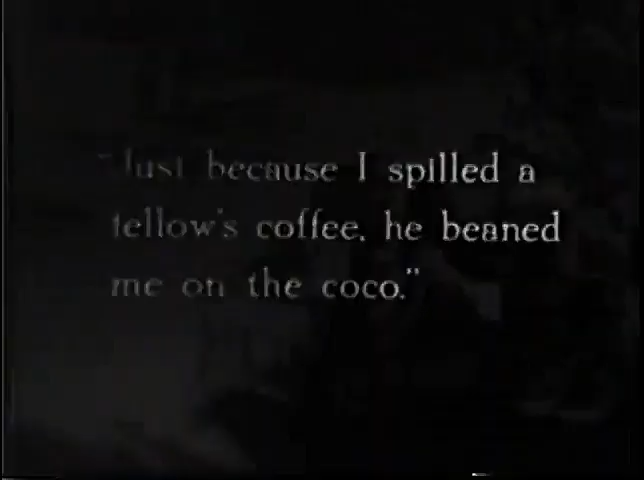 "Just because I spilled a
fellow's coffee, he beaned
me on the coco."